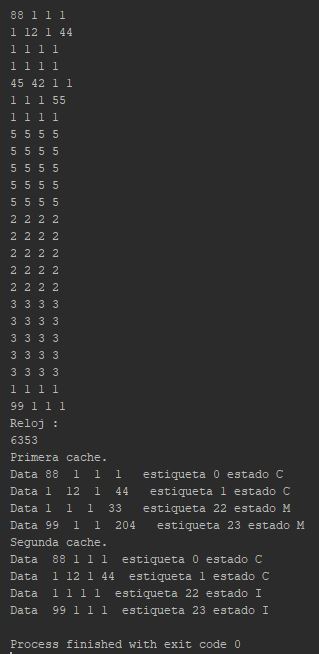 88 1 1 1
1 12 1 44
1 1 1 1
1 1 1 1
45 42 1 1
1 1 1 55
1 1 1 1
5 5 5 5
5 5 5 5
5 5 5 5
5 5 5 5
5 5 5 5
2 2 2 2
2 2 2 2
2 2 2 2
2 2 2 2
2 2 2 2
3 3 3 3
3 3 3 3
3 3 3 3
3 3 3 3
3 3 3 3
1 1 1 1
99 1 1 1
Reloj :
6353
Primera cache.
Data 88  1  1  1   estiqueta 0 estado C
Data 1  12  1  44   estiqueta 1 estado C
Data 1  1  1  33   estiqueta 22 estado M
Data 99  1  1  204   estiqueta 23 estado M
Segunda cache.
Data  88 1 1 1  estiqueta 0 estado C
Data  1 12 1 44  estiqueta 1 estado C
Data  1 1 1 1  estiqueta 22 estado I
Data  99 1 1 1  estiqueta 23 estado I
Process finished with exit code 0